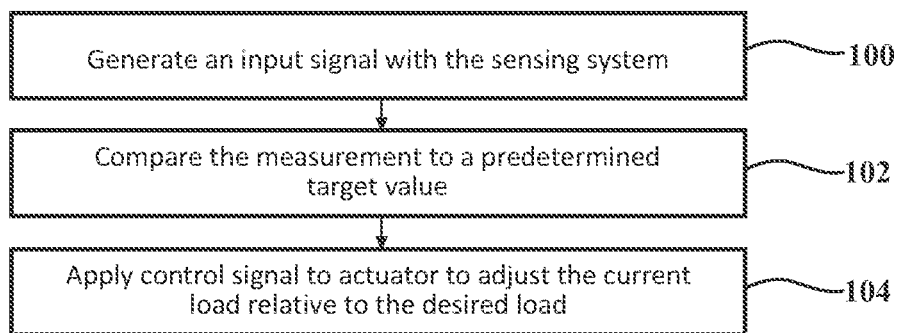 Generate an input signal with the sensing system
100
Compare the measurement to a predetermined
target value
102
Apply control signal to actuator to adjust the current
load relative to the desired load
104